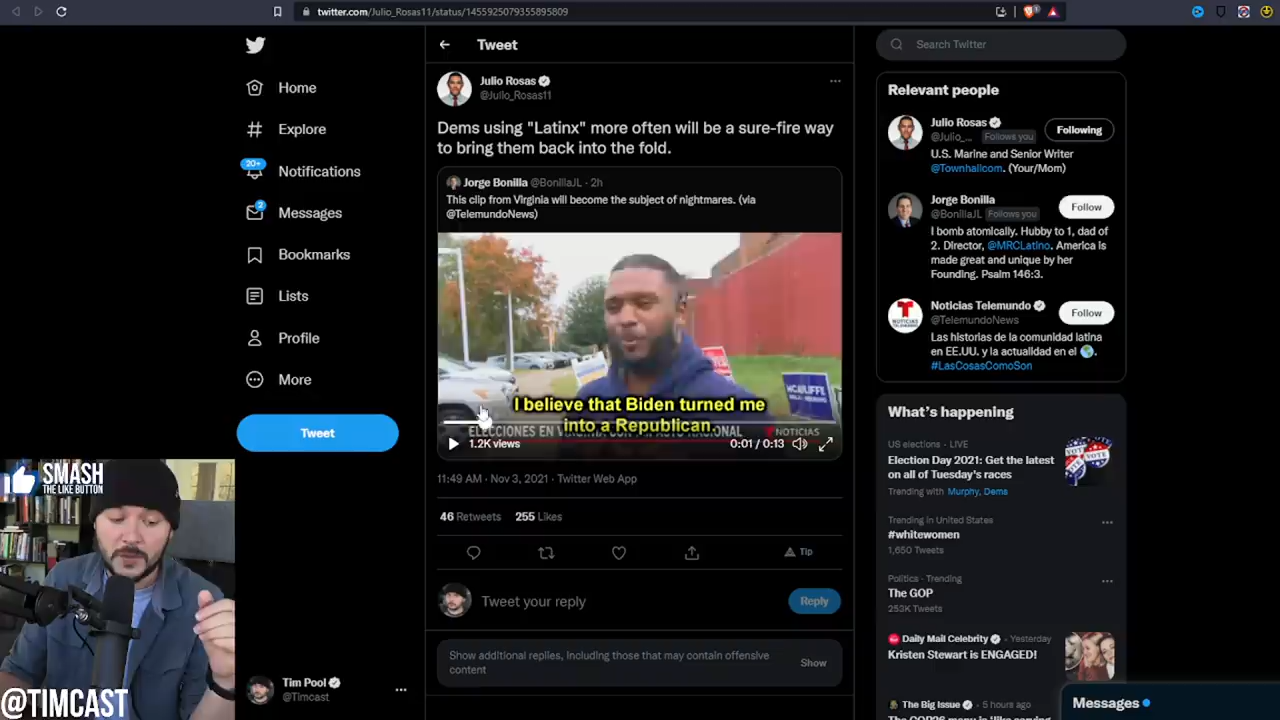 twitter.com/Julio_Rosas11/status/1455925079355895809
Home
Explore
20+
Notifications
2
Messages
Bookmarks
Lists
Profile
More
Tweet
SMASH
THE LIKE BUTTON
@TIMCAST
Tim Pool
@Timcast
Tweet
Julio Rosas
@Julio_Rosas11
Dems using "Latinx" more often will be a sure-fire way
to bring them back into the fold.
Jorge Bonilla @BonillaJL · 2h
This clip from Virginia will become the subject of nightmares. (via
@TelemundoNews)
MCAULIFFE
I believe that Biden turned me
into a Republican.
NOTICIAS
1.2K views
0:01 / 0:13
11:49 AM · Nov 3, 2021 · Twitter Web App
46 Retweets 255 Likes
Tip
Tweet your reply
Reply
Show additional replies, including those that may contain offensive
content
Show
Search Twitter
Relevant people
Julio Rosas
@Julio_... Follows you
Following
U.S. Marine and Senior Writer
@Townhallcom. (Your/Mom)
Jorge Bonilla
@BonillaJL Follows you
Follow
I bomb atomically. Hubby to 1, dad of
2. Director, @MRCLatino. America is
made great and unique by her
Founding. Psalm 146:3.
Noticias Telemundo
@TelemundoNews
Follow
Las historias de la comunidad latina
en EE.UU. y la actualidad en el 🌎.
#LasCosasComoSon
What's happening
US elections · LIVE
Election Day 2021: Get the latest
on all of Tuesday's races
Trending with Murphy, Dems
Trending in United States
#whitewomen
1,650 Tweets
Politics · Trending
The GOP
253K Tweets
Daily Mail Celebrity · Yesterday
Kristen Stewart is ENGAGED!
The Big Issue · 5 hours ago
Messages